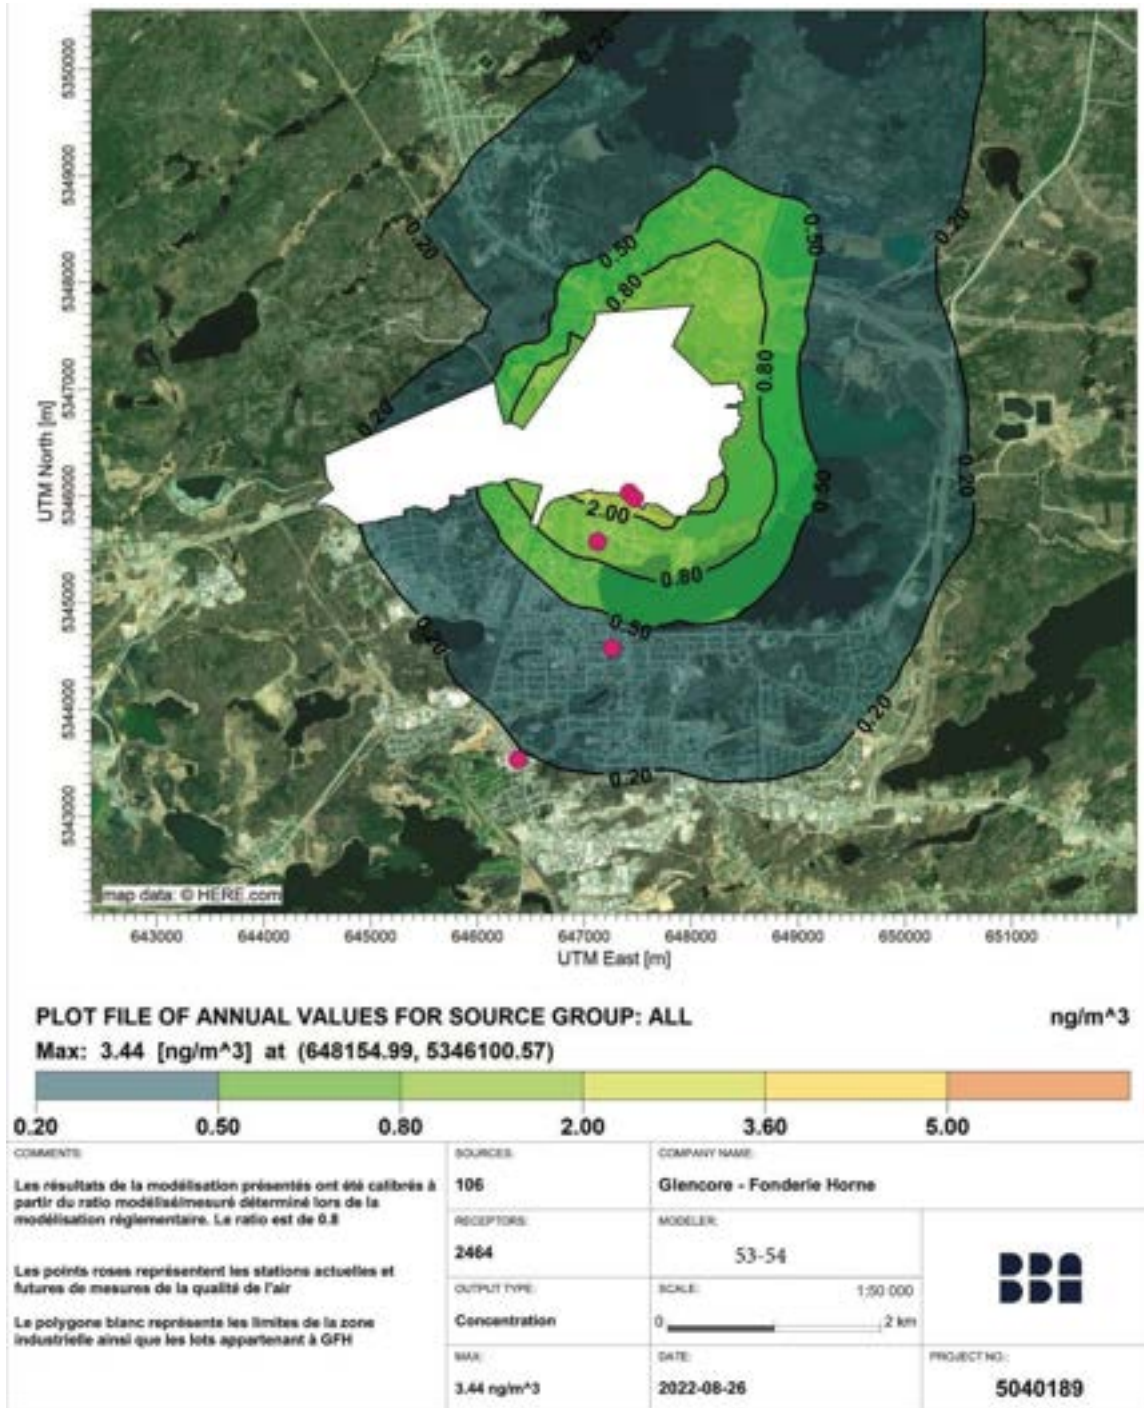 5350000
5349000
5348000
5347000
5346000
5345000
5344000
5343000
UTM North [m]
0.20
0.20
0.20
0.50
0.50
0.80
0.80
0.20
0.20
0.50
2.00
0.80
0.50
0.20
0.20
0.20
map data: © HERE.com
643000 644000 645000 646000 647000 648000 649000 650000 651000
UTM East [m]
PLOT FILE OF ANNUAL VALUES FOR SOURCE GROUP: ALL ng/m^3
Max: 3.44 [ng/m^3] at (648154.99, 5346100.57)
0.20 0.50 0.80 2.00 3.60 5.00
COMMENTS:
Les résultats de la modélisation présentés ont été calibrés à
partir du ratio modélisé/mesuré déterminé lors de la
modélisation réglementaire. Le ratio est de 0.8
Les points roses représentent les stations actuelles et
futures de mesures de la qualité de l'air
Le polygone blanc représente les limites de la zone
industrielle ainsi que les lots appartenant à GFH
SOURCES:
106
COMPANY NAME:
Glencore - Fonderie Horne
RECEPTORS:
2464
MODELER:
53-54
OUTPUT TYPE:
Concentration
SCALE: 1:50 000
0 2 km
MAX:
3.44 ng/m^3
DATE:
2022-08-26
BBA
PROJECT NO.:
5040189